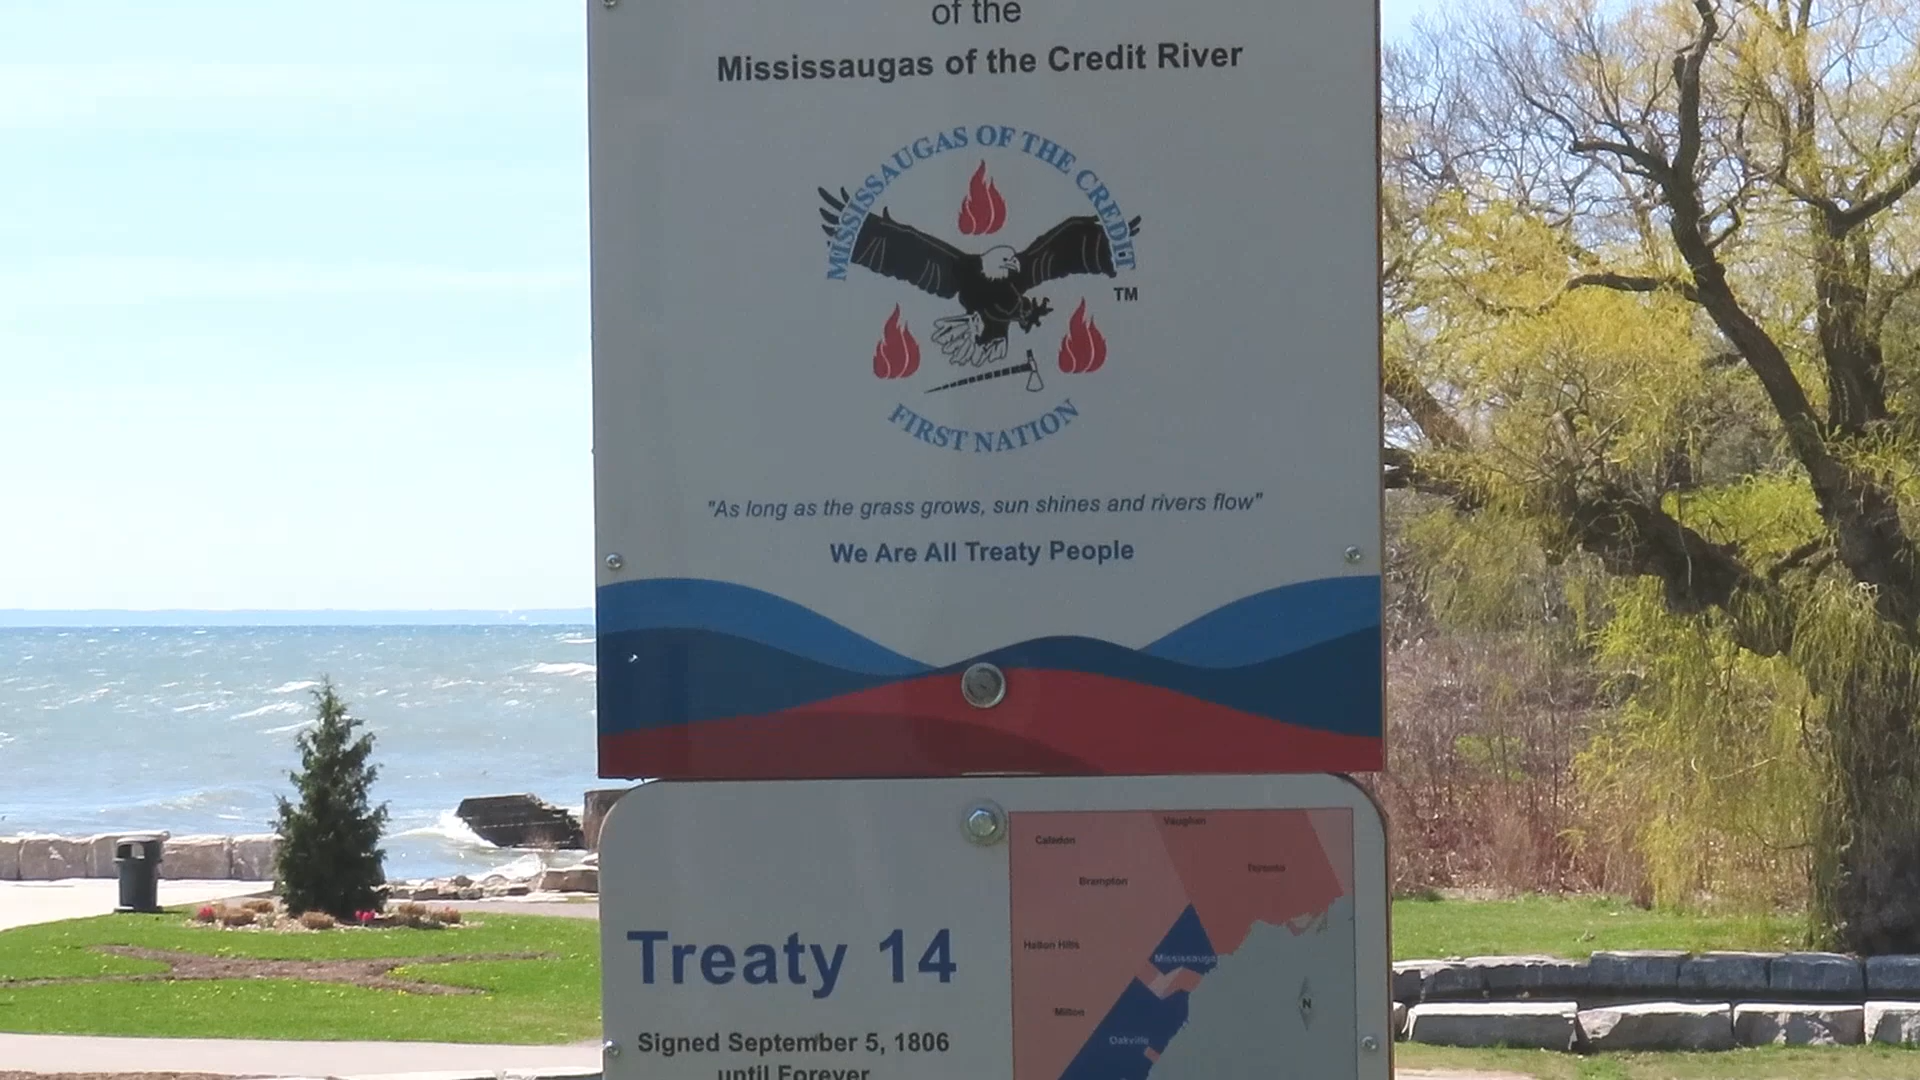 of the
Mississaugas of the Credit River
MISSISSAUGAS OF THE CREDIT
TM
FIRST NATION
"As long as the grass grows, sun shines and rivers flow"
We Are All Treaty People
Vaughan
Caledon
Toronto
Brampton
Treaty 14
Halton Hills
Mississauga
N
Milton
Oakville
Signed September 5, 1806
until Forever